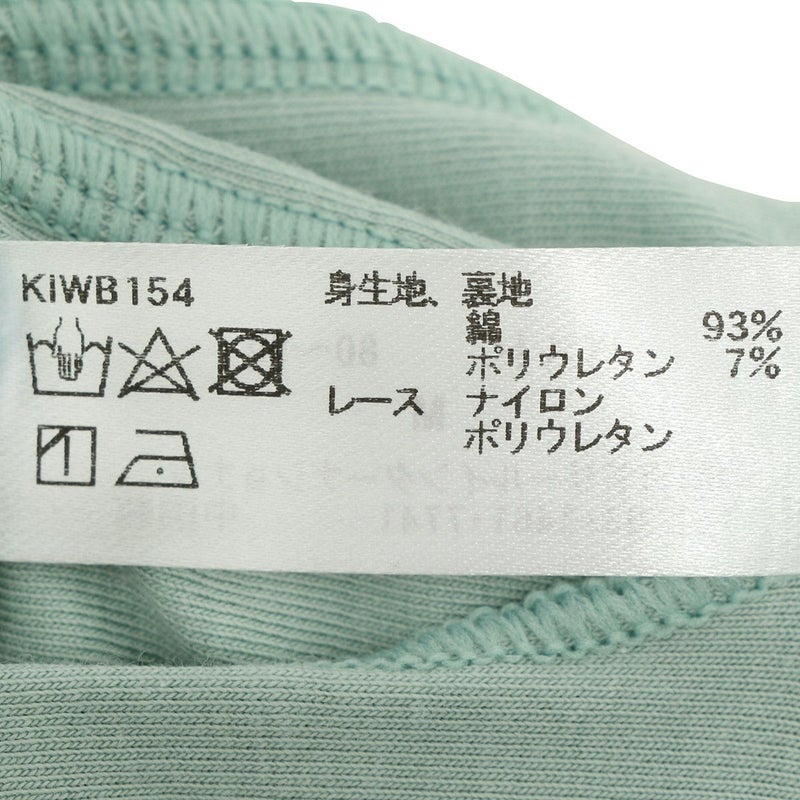 KIWB154
身生地、裏地
綿 93%
ポリウレタン 7%
レース ナイロン
ポリウレタン